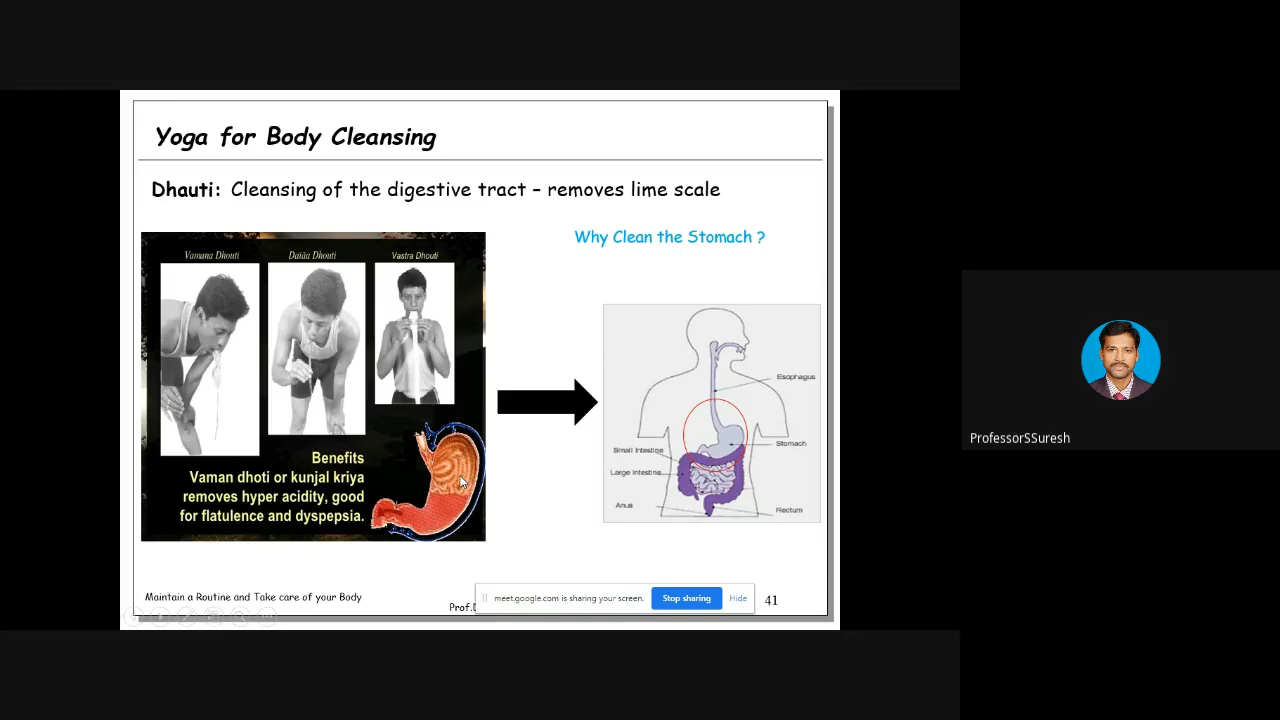 Yoga for Body Cleansing
Dhauti: Cleansing of the digestive tract – removes lime scale
Why Clean the Stomach ?
Vamana Dhouti
Vastra Dhouti
Benefits
Vaman dhoti or kunjal kriya
removes hyper acidity, good
for flatulence and dyspepsia.
Esophagus
Stomach
Small Intestine
Large Intestine
Anus
Rectum
Maintain a Routine and Take care of your Body
meet.google.com is sharing your screen.
Stop sharing
Hide
41
ProfessorSSuresh